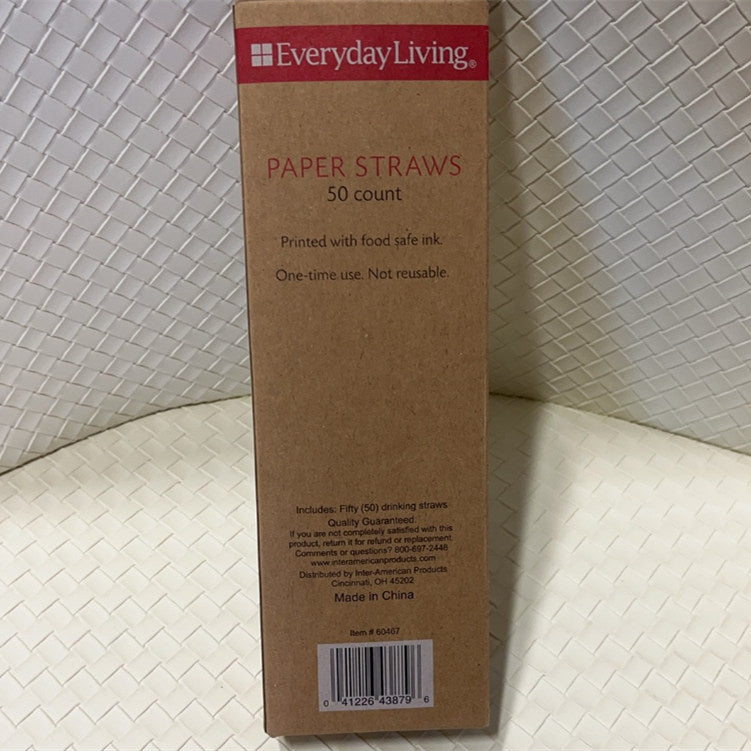 EverydayLiving®
PAPER STRAWS
50 count
Printed with food safe ink.
One-time use. Not reusable.
Includes: Fifty (50) drinking straws
Quality Guaranteed:
If you are not completely satisfied with this
product, return it for refund or replacement.
Comments or questions? 800-697-2448
www.interamericanproducts.com
Distributed by Inter-American Products
Cincinnati, OH 45202
Made in China
Item # 60467
0 41226 43879 6